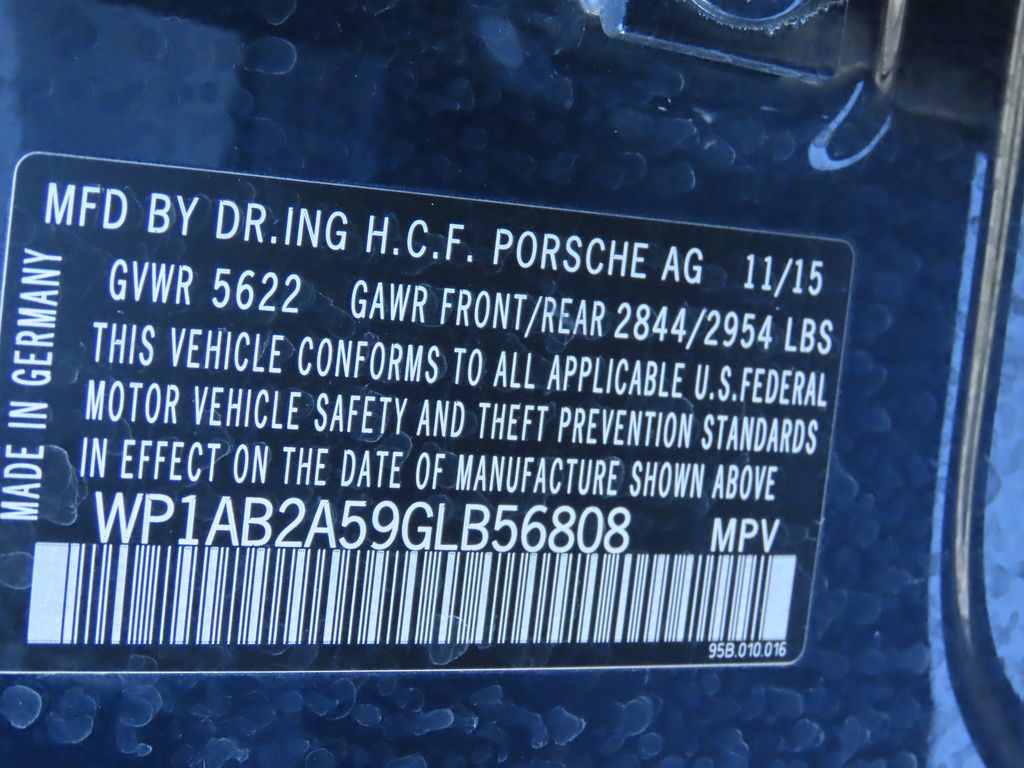 MFD BY DR.ING H.C.F. PORSCHE AG 11/15
GVWR 5622 GAWR FRONT/REAR 2844/2954 LBS
THIS VEHICLE CONFORMS TO ALL APPLICABLE U.S.FEDERAL
MOTOR VEHICLE SAFETY AND THEFT PREVENTION STANDARDS
IN EFFECT ON THE DATE OF MANUFACTURE SHOWN ABOVE
WP1AB2A59GLB56808 MPV
95B.010.016
MADE IN GERMANY